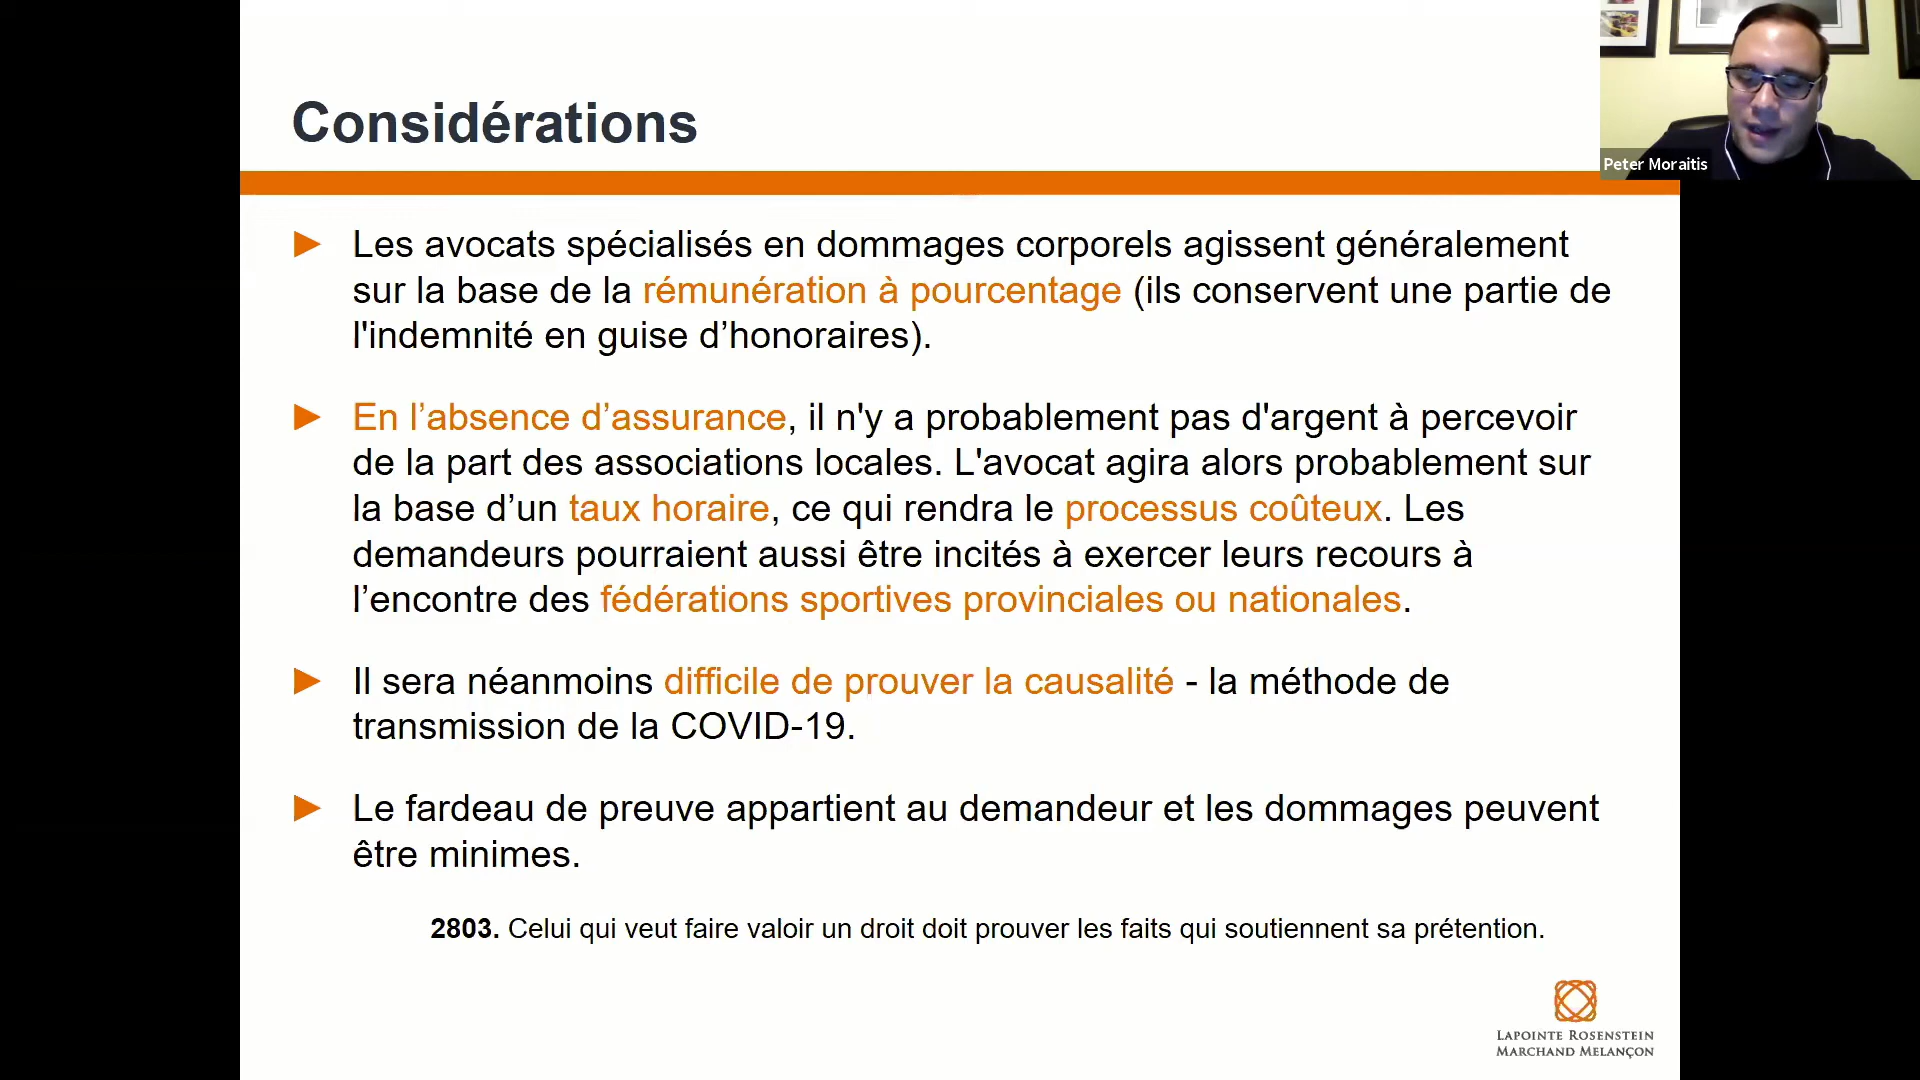 Considérations
Peter Moraitis
► Les avocats spécialisés en dommages corporels agissent généralement
sur la base de la rémunération à pourcentage (ils conservent une partie de
l'indemnité en guise d’honoraires).
► En l’absence d’assurance, il n'y a probablement pas d'argent à percevoir
de la part des associations locales. L'avocat agira alors probablement sur
la base d’un taux horaire, ce qui rendra le processus coûteux. Les
demandeurs pourraient aussi être incités à exercer leurs recours à
l’encontre des fédérations sportives provinciales ou nationales.
► Il sera néanmoins difficile de prouver la causalité - la méthode de
transmission de la COVID-19.
► Le fardeau de preuve appartient au demandeur et les dommages peuvent
être minimes.
2803. Celui qui veut faire valoir un droit doit prouver les faits qui soutiennent sa prétention.
LAPOINTE ROSENSTEIN
MARCHAND MELANÇON